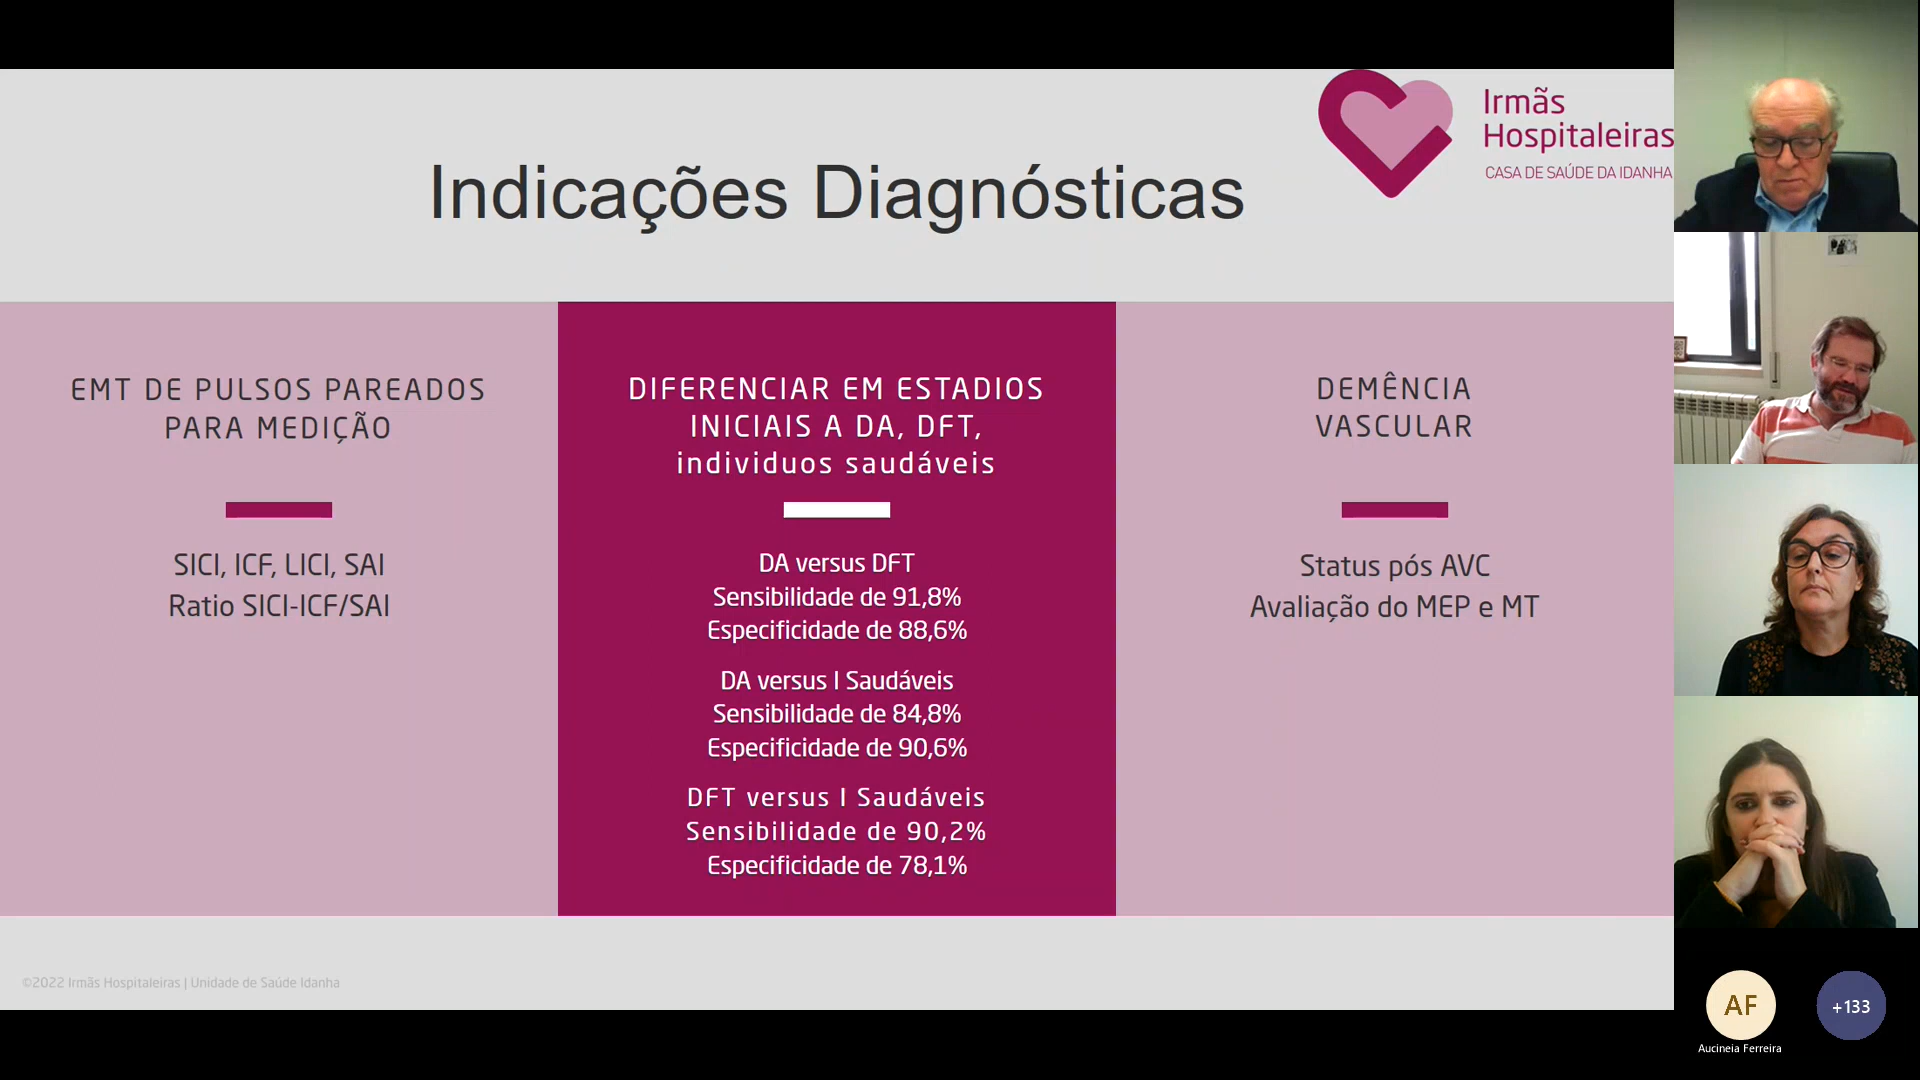 Irmãs
Hospitaleiras
CASA DE SAÚDE DA IDANHA
Indicações Diagnósticas
EMT DE PULSOS PAREADOS
PARA MEDIÇÃO
SICI, ICF, LICI, SAI
Ratio SICI-ICF/SAI
DIFERENCIAR EM ESTADIOS
INICIAIS A DA, DFT,
individuos saudáveis
DA versus DFT
Sensibilidade de 91,8%
Especificidade de 88,6%
DA versus I Saudáveis
Sensibilidade de 84,8%
Especificidade de 90,6%
DFT versus I Saudáveis
Sensibilidade de 90,2%
Especificidade de 78,1%
DEMÊNCIA
VASCULAR
Status pós AVC
Avaliação do MEP e MT
©2022 Irmãs Hospitaleiras | Unidade de Saúde Idanha
AF
+133
Aucineia Ferreira